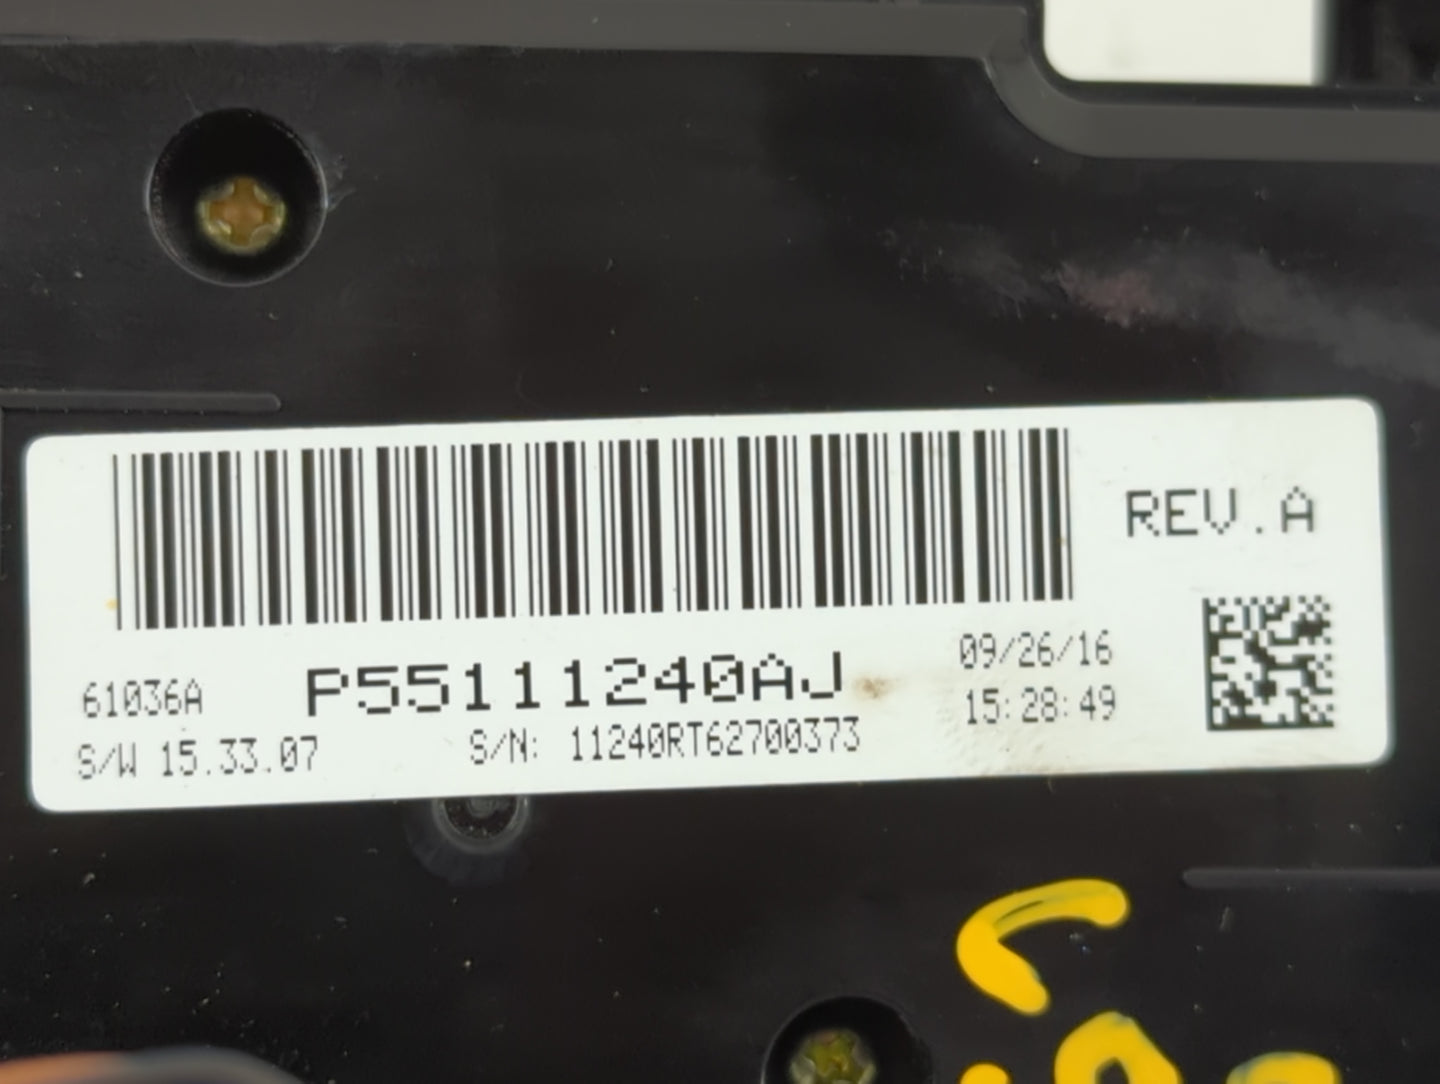 REV.A
61036A P55111240AJ 09/26/16
15:28:49
S/W 15.33.07 S/N: 11240RT62700373